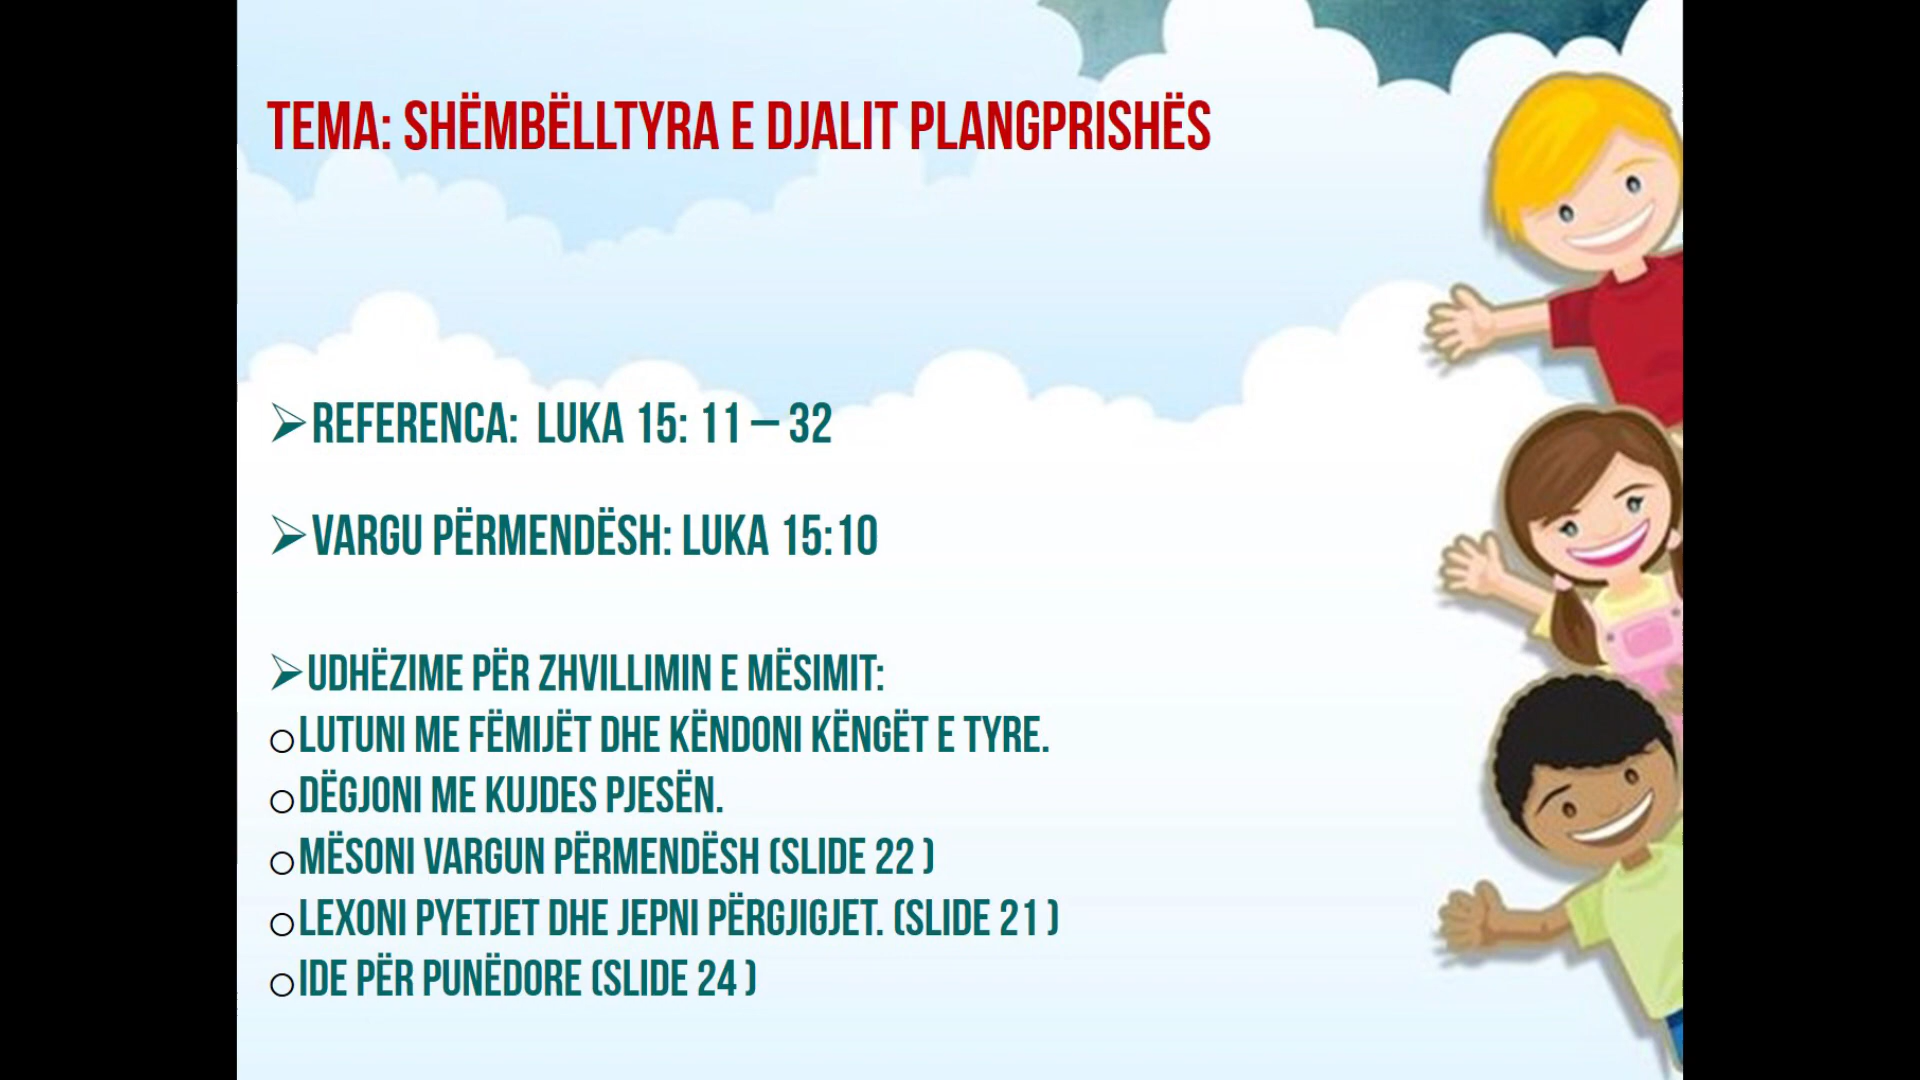 TEMA: SHËMBËLLTYRA E DJALIT PLANGPRISHËS
➢REFERENCA:  LUKA 15: 11 – 32
➢VARGU PËRMENDËSH: LUKA 15:10
➢UDHËZIME PËR ZHVILLIMIN E MËSIMIT:
○LUTUNI ME FËMIJËT DHE KËNDONI KËNGËT E TYRE.
○DËGJONI ME KUJDES PJESËN.
○MËSONI VARGUN PËRMENDËSH (SLIDE 22 )
○LEXONI PYETJET DHE JEPNI PËRGJIGJET. (SLIDE 21 )
○IDE PËR PUNËDORE (SLIDE 24 )